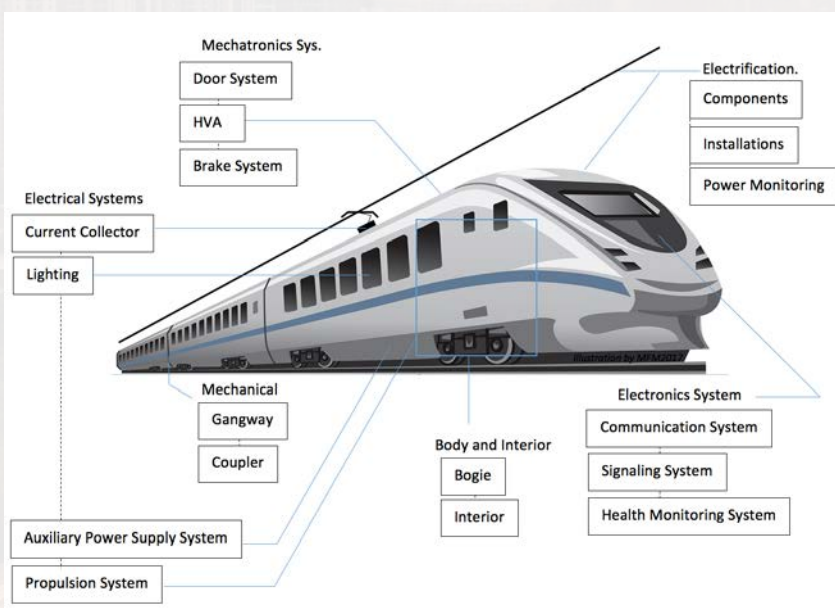 Mechatronics Sys.
Door System
HVA
Brake System
Electrification.
Components
Installations
Power Monitoring
Electrical Systems
Current Collector
Lighting
Illustration by MFM2017
Mechanical
Gangway
Coupler
Body and Interior
Bogie
Interior
Electronics System
Communication System
Signaling System
Health Monitoring System
Auxiliary Power Supply System
Propulsion System